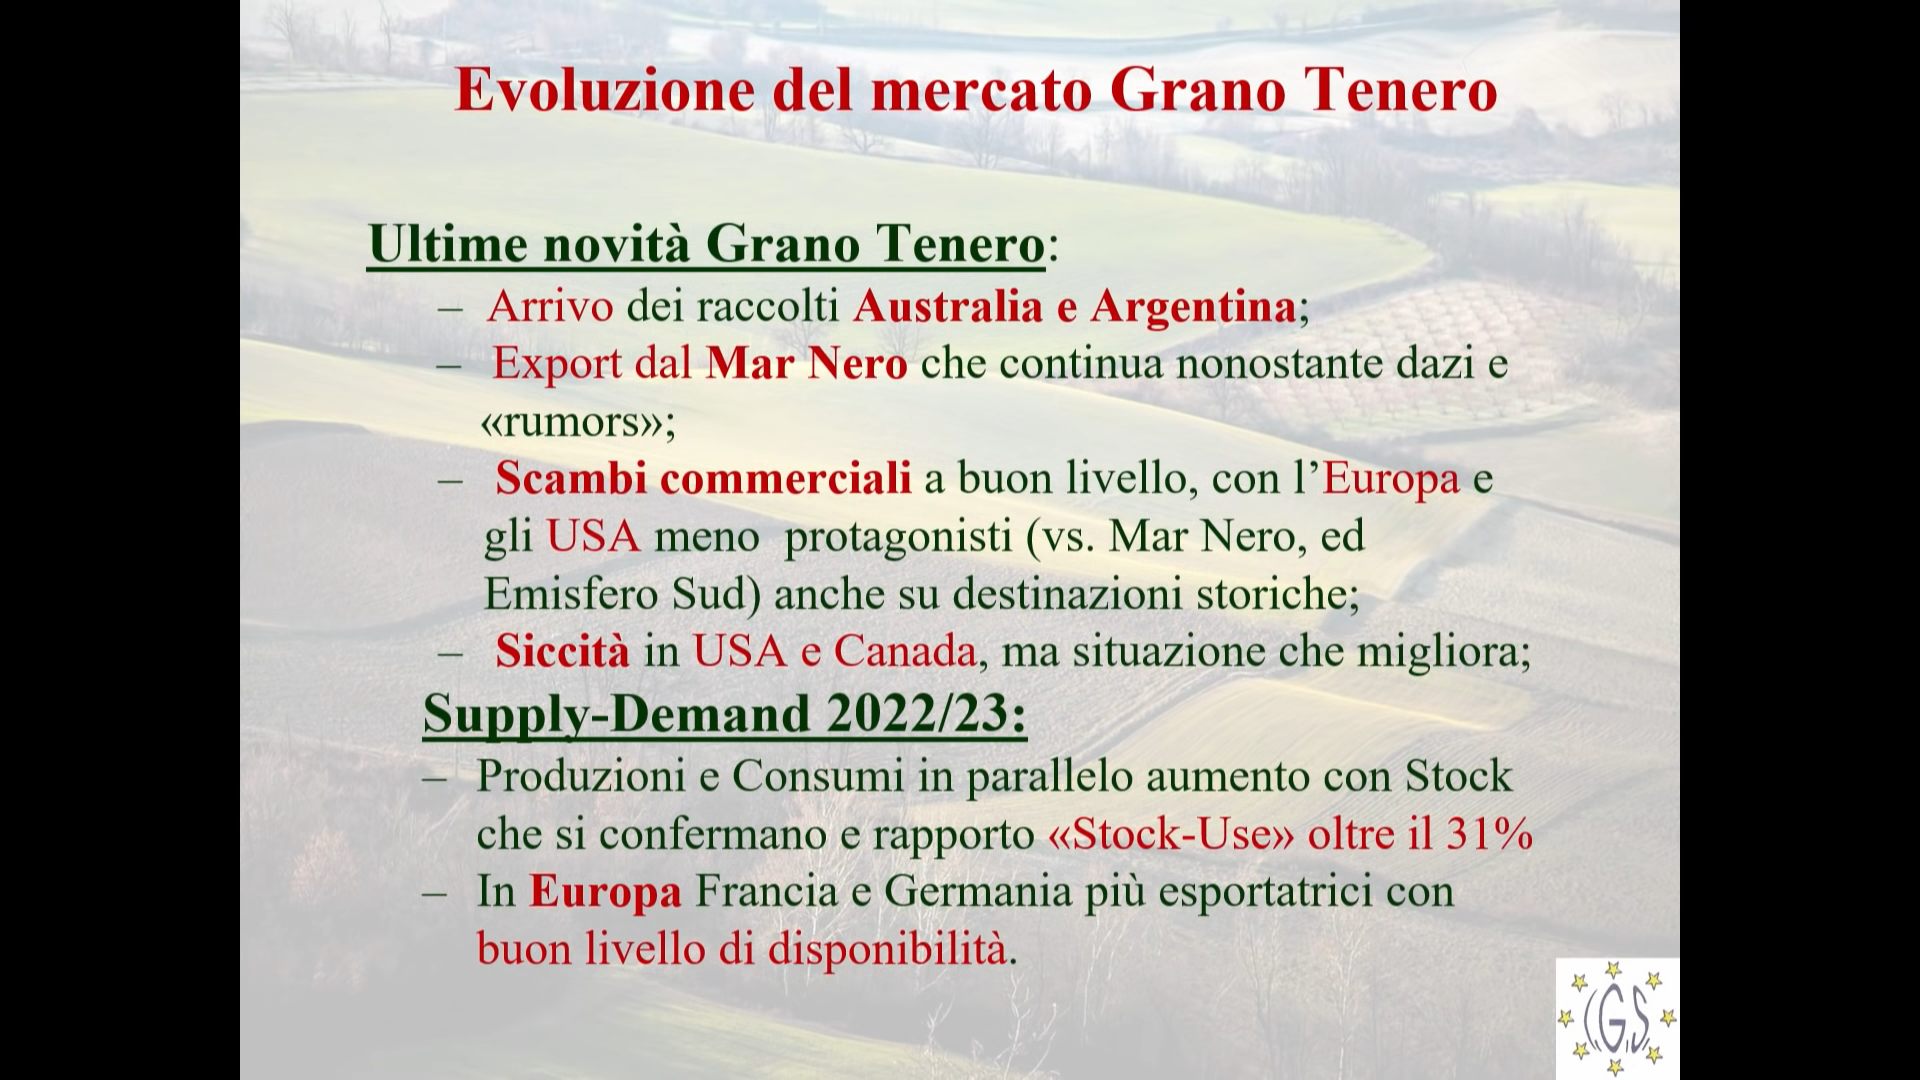 Evoluzione del mercato Grano Tenero
Ultime novità Grano Tenero:
– Arrivo dei raccolti Australia e Argentina;
– Export dal Mar Nero che continua nonostante dazi e
«rumors»;
– Scambi commerciali a buon livello, con l’Europa e
gli USA meno protagonisti (vs. Mar Nero, ed
Emisfero Sud) anche su destinazioni storiche;
– Siccità in USA e Canada, ma situazione che migliora;
Supply-Demand 2022/23:
– Produzioni e Consumi in parallelo aumento con Stock
che si confermano e rapporto «Stock-Use» oltre il 31%
– In Europa Francia e Germania più esportatrici con
buon livello di disponibilità.